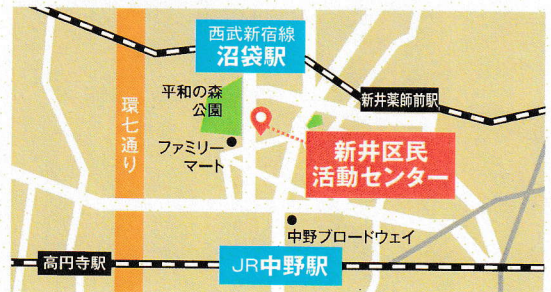 西武新宿線
沼袋駅
平和の森
公園
新井薬師前駅
環七通り
ファミリー
マート
新井区民
活動センター
中野ブロードウェイ
高円寺駅
JR中野駅